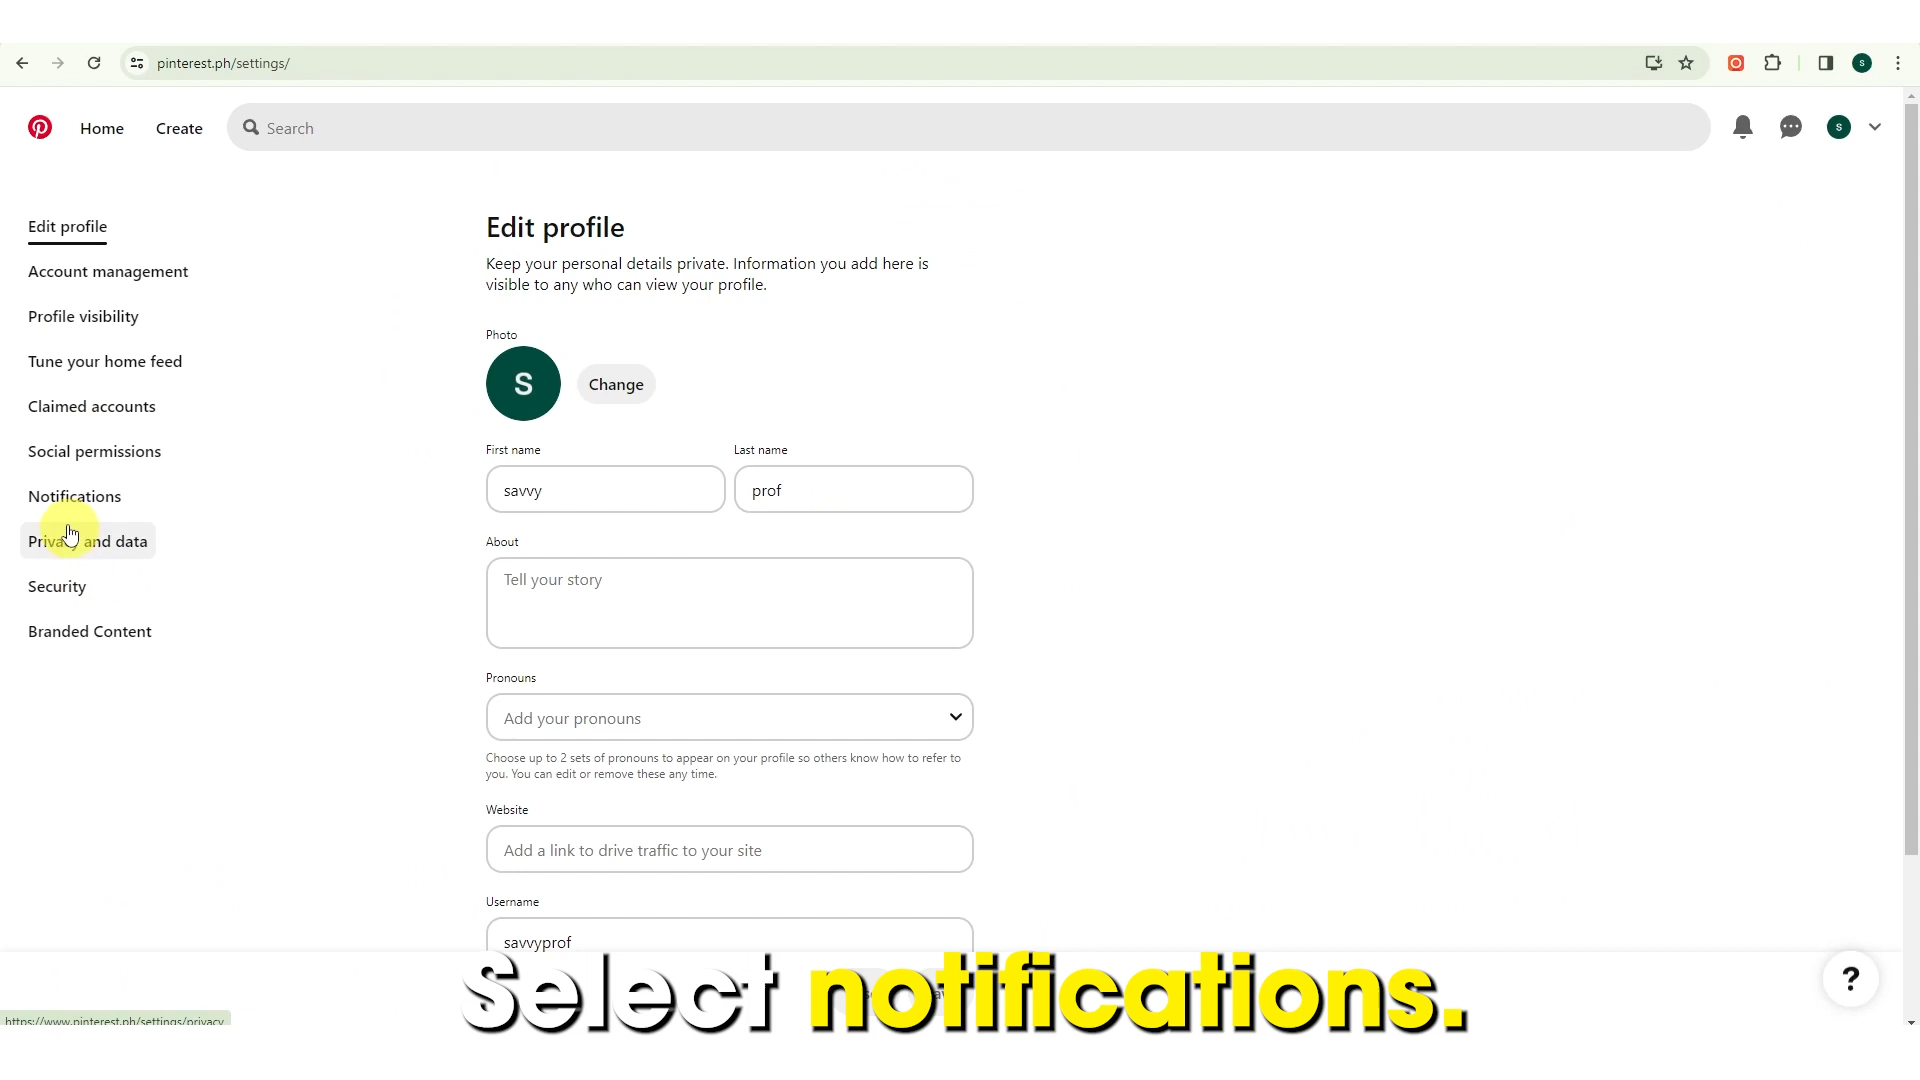 pinterest.ph/settings/
S
Home
Create
Search
S
Edit profile
Account management
Profile visibility
Tune your home feed
Claimed accounts
Social permissions
Notifications
Privacy and data
Security
Branded Content
Edit profile
Keep your personal details private. Information you add here is
visible to any who can view your profile.
Photo
S
Change
First name
Last name
savvy
prof
About
Tell your story
Pronouns
Add your pronouns
Choose up to 2 sets of pronouns to appear on your profile so others know how to refer to
you. You can edit or remove these any time.
Website
Add a link to drive traffic to your site
Username
savvyprof
Select notifications.
?
https://www.pinterest.ph/settings/privacy